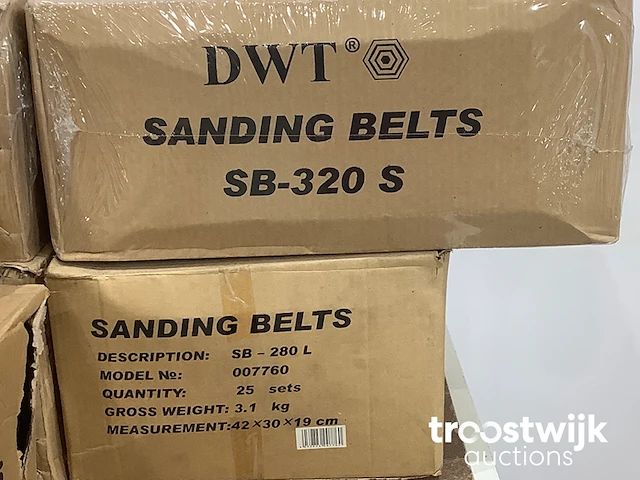 DWT®
SANDING BELTS
SB-320 S
SANDING BELTS
DESCRIPTION: SB - 280 L
MODEL №: 007760
QUANTITY: 25 sets
GROSS WEIGHT: 3.1 kg
MEASUREMENT: 42×30×19 cm
troostwijk
auctions